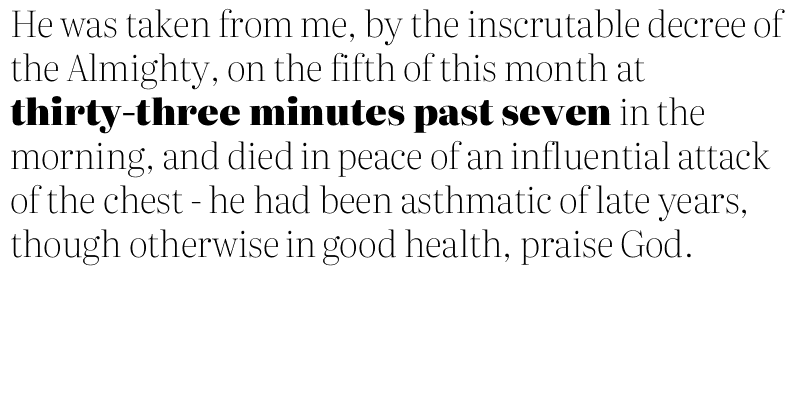 He was taken from me, by the inscrutable decree of
the Almighty, on the fifth of this month at
thirty-three minutes past seven in the
morning, and died in peace of an influential attack
of the chest - he had been asthmatic of late years,
though otherwise in good health, praise God.